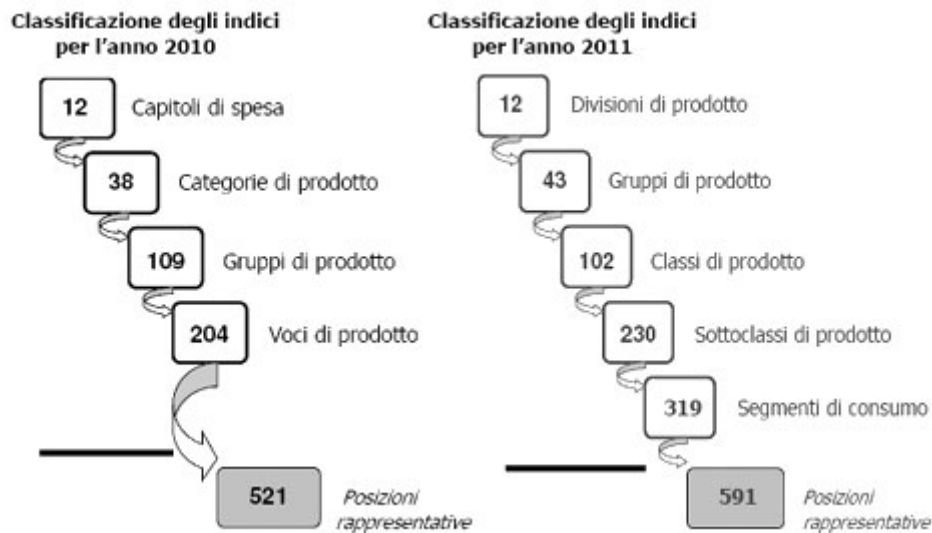 Classificazione degli indici
per l'anno 2010
12 Capitoli di spesa
38 Categorie di prodotto
109 Gruppi di prodotto
204 Voci di prodotto
521 Posizioni
rappresentative
Classificazione degli indici
per l'anno 2011
12 Divisioni di prodotto
43 Gruppi di prodotto
102 Classi di prodotto
230 Sottoclassi di prodotto
319 Segmenti di consumo
591 Posizioni
rappresentative